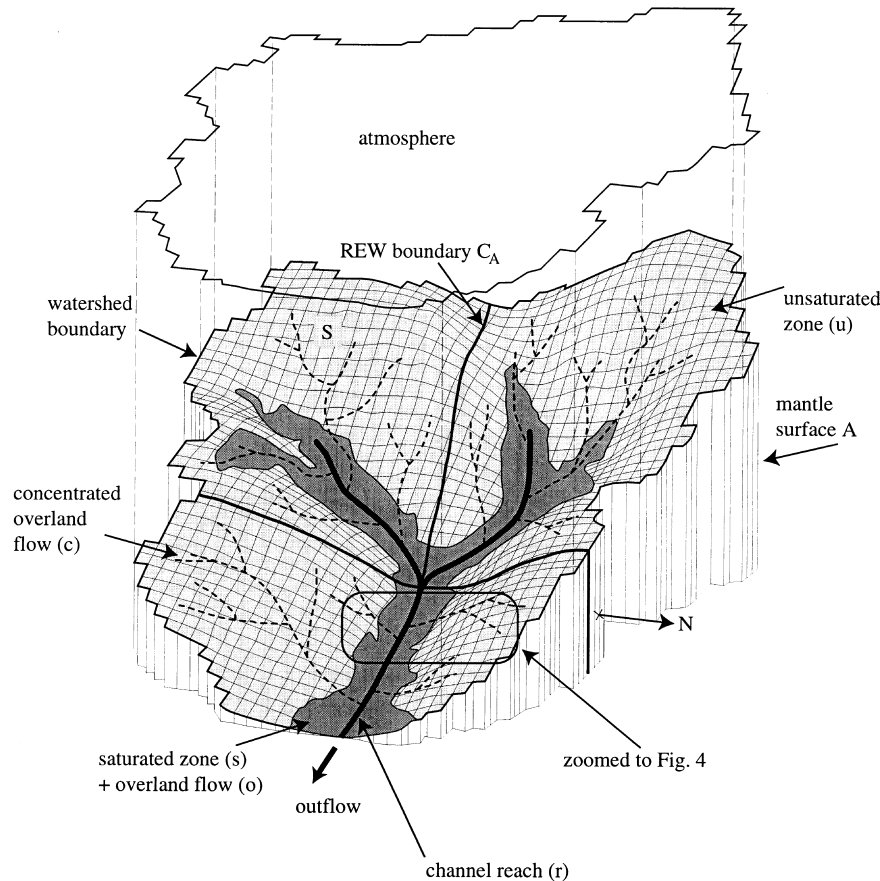 atmosphere
REW boundary C_A
watershed
boundary
S
unsaturated
zone (u)
mantle
surface A
concentrated
overland
flow (c)
N
saturated zone (s)
+ overland flow (o)
outflow
zoomed to Fig. 4
channel reach (r)